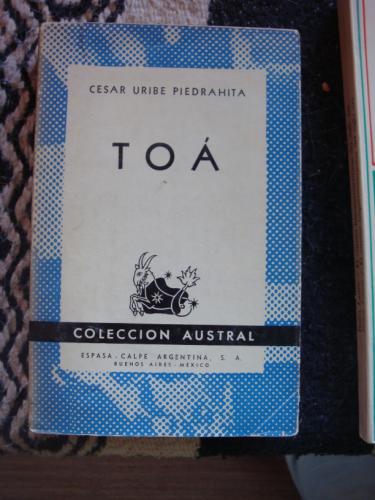 CESAR URIBE PIEDRAHITA
TOÁ
COLECCION AUSTRAL
ESPASA - CALPE ARGENTINA, S. A.
BUENOS AIRES - MEXICO